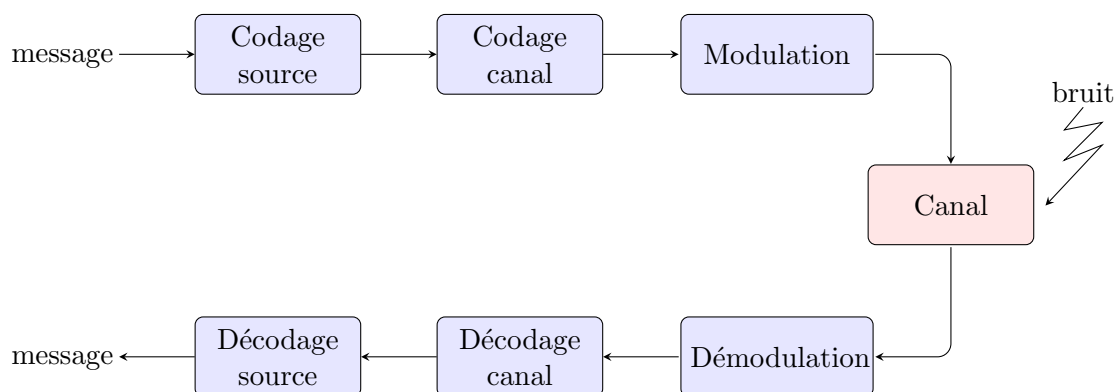 message
Codage
source
Codage
canal
Modulation
bruit
Canal
message
Décodage
source
Décodage
canal
Démodulation